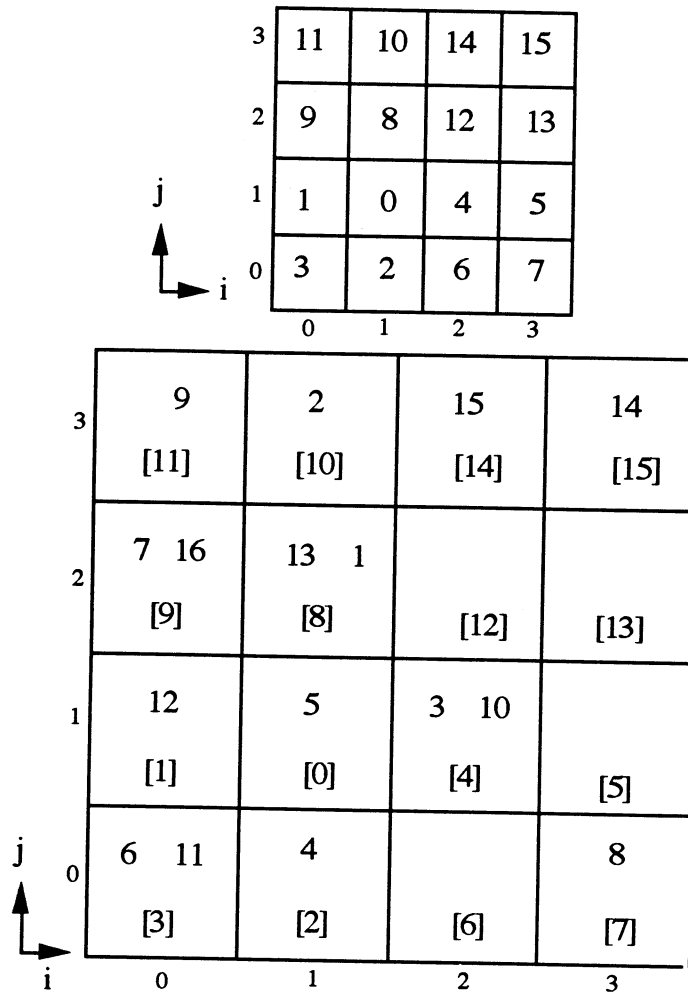 3 11 10 14 15
2 9 8 12 13
j
1 1 0 4 5
0 3 2 6 7
i
0 1 2 3
9 2 15 14
3
[11] [10] [14] [15]
7 16 13 1
2
[9] [8] [12] [13]
12 5 3 10
1
[1] [0] [4] [5]
j
6 11 4 8
0
[3] [2] [6] [7]
i 0 1 2 3